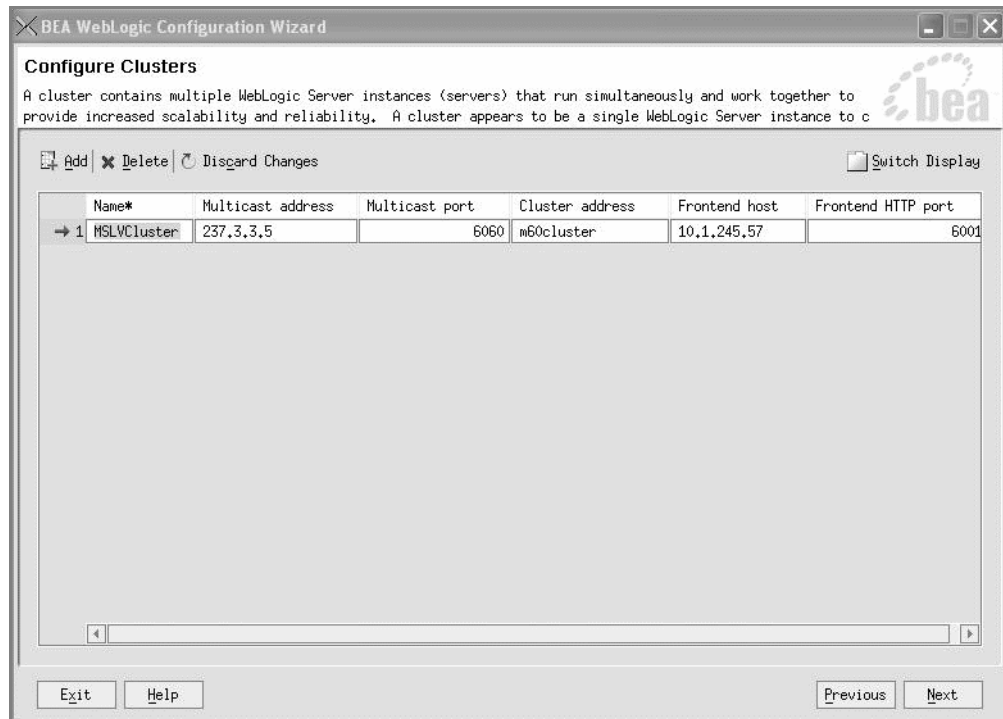 BEA WebLogic Configuration Wizard
Configure Clusters
A cluster contains multiple WebLogic Server instances (servers) that run simultaneously and work together to
provide increased scalability and reliability. A cluster appears to be a single WebLogic Server instance to c
bea
Add Delete Discard Changes Switch Display
Name* Multicast address Multicast port Cluster address Frontend host Frontend HTTP port
1 MSLVCluster 237.3.3.5 6060 m60cluster 10.1.245.57 6001
Exit Help Previous Next